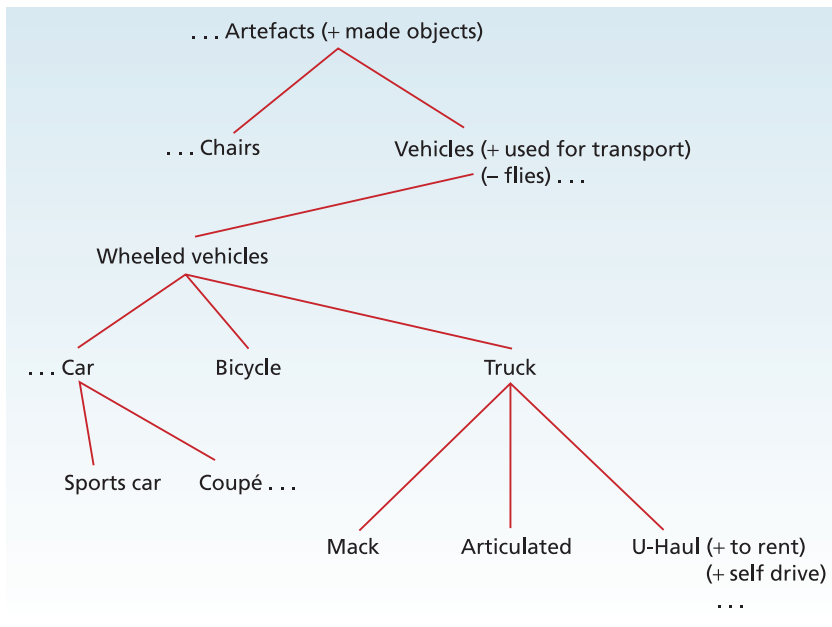 . . . Artefacts (+ made objects)
. . . Chairs
Vehicles (+ used for transport)
(– flies) . . .
Wheeled vehicles
. . . Car
Bicycle
Truck
Sports car
Coupé . . .
Mack
Articulated
U-Haul (+ to rent)
(+ self drive)
. . .